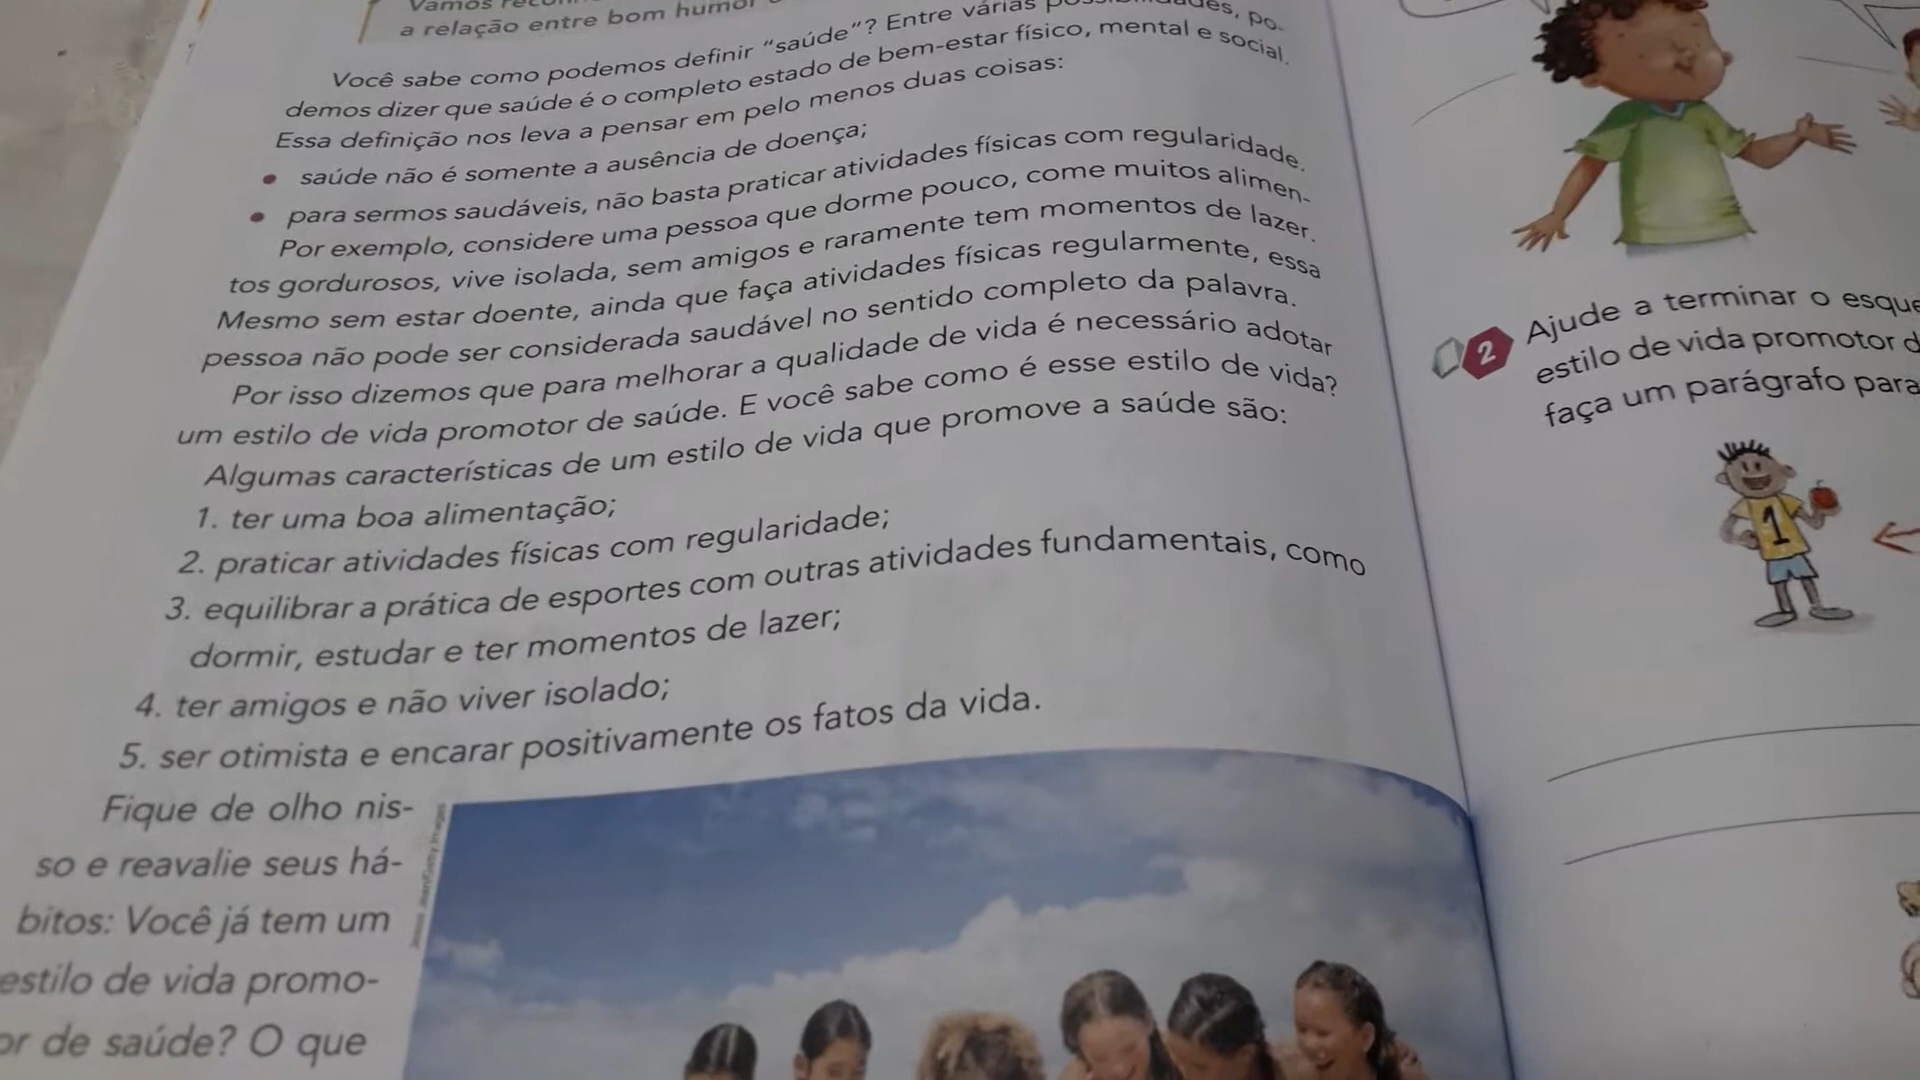 Vamos
a relação entre bom humor
Você sabe como podemos definir “saúde”? Entre várias possibilidades, po-
demos dizer que saúde é o completo estado de bem-estar físico, mental e social.
Essa definição nos leva a pensar em pelo menos duas coisas:
• saúde não é somente a ausência de doença;
• para sermos saudáveis, não basta praticar atividades físicas com regularidade.
Por exemplo, considere uma pessoa que dorme pouco, come muitos alimen-
tos gordurosos, vive isolada, sem amigos e raramente tem momentos de lazer.
Mesmo sem estar doente, ainda que faça atividades físicas regularmente, essa
pessoa não pode ser considerada saudável no sentido completo da palavra.
Por isso dizemos que para melhorar a qualidade de vida é necessário adotar
um estilo de vida promotor de saúde. E você sabe como é esse estilo de vida?
Algumas características de um estilo de vida que promove a saúde são:
1. ter uma boa alimentação;
2. praticar atividades físicas com regularidade;
3. equilibrar a prática de esportes com outras atividades fundamentais, como
dormir, estudar e ter momentos de lazer;
4. ter amigos e não viver isolado;
5. ser otimista e encarar positivamente os fatos da vida.
Fique de olho nis-
so e reavalie seus há-
bitos: Você já tem um
estilo de vida promo-
or de saúde? O que
2 Ajude a terminar o esque
estilo de vida promotor d
faça um parágrafo para
1